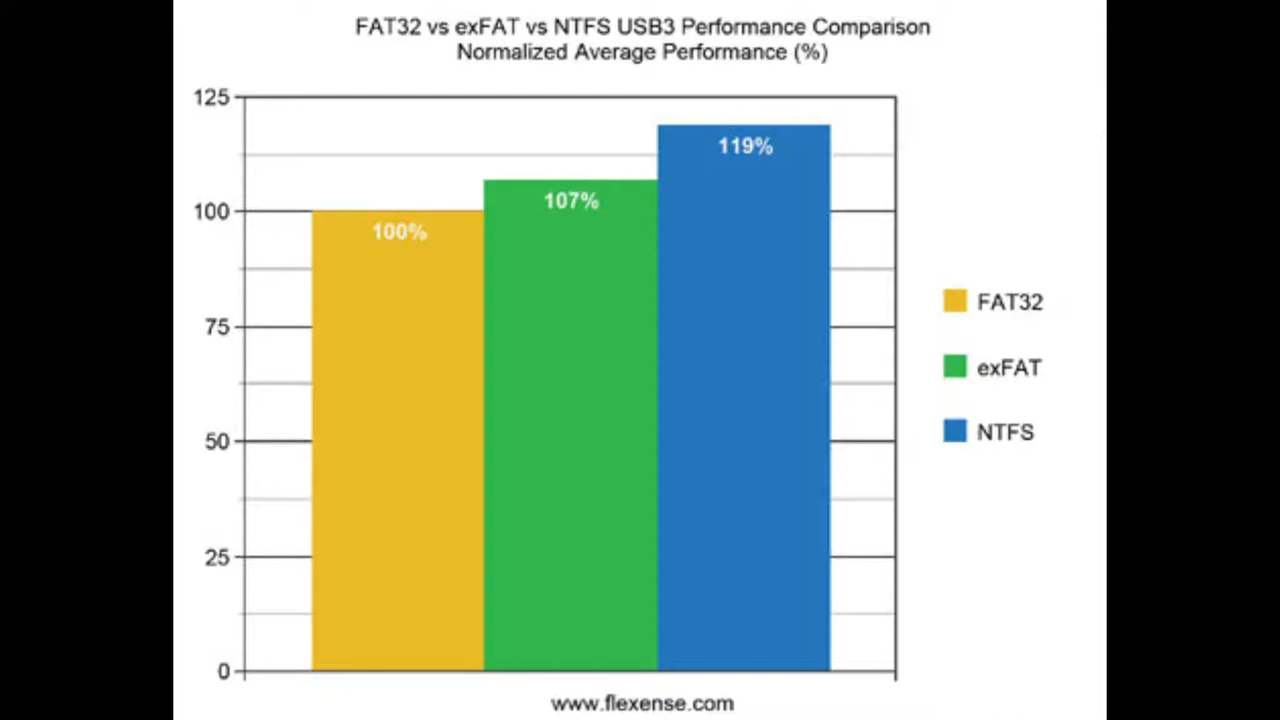 FAT32 vs exFAT vs NTFS USB3 Performance Comparison
Normalized Average Performance (%)
125
119%
107%
100
100%
FAT32
75
exFAT
50
NTFS
25
0
www.flexense.com